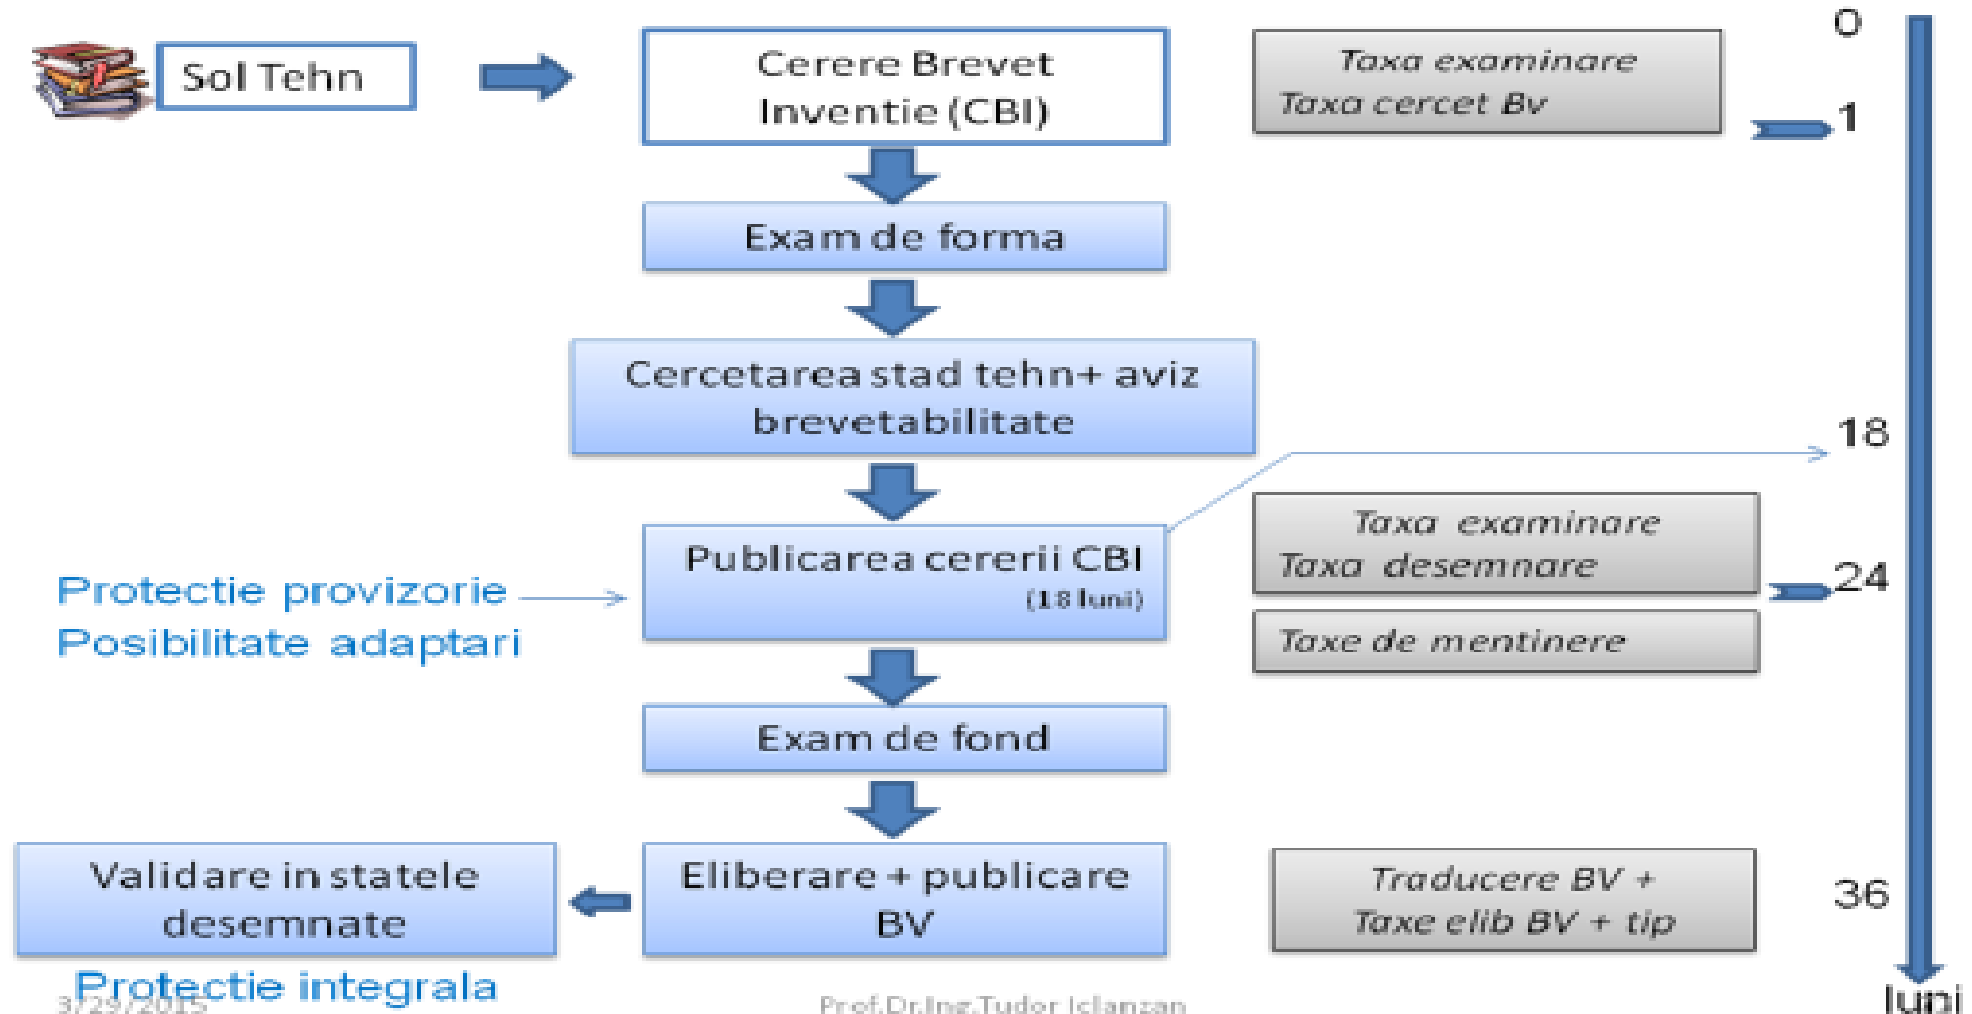 Sol Tehn
Cerere Brevet
Inventie (CBI)
Taxa examinare
Taxa cercet Bv
0
1
Exam de forma
Cercetarea stad tehn+ aviz
brevetabilitate
18
Publicarea cererii CBI
(18 luni)
Protectie provizorie
Posibilitate adaptari
Taxa examinare
Taxa desemnare
24
Taxe de mentinere
Exam de fond
Validare in statele
desemnate
Eliberare + publicare
BV
Traducere BV +
Taxe elib BV + tip
36
Protectie integrala
3/29/2015
Prof.Dr.Ing.Tudor Iclanzan
luni